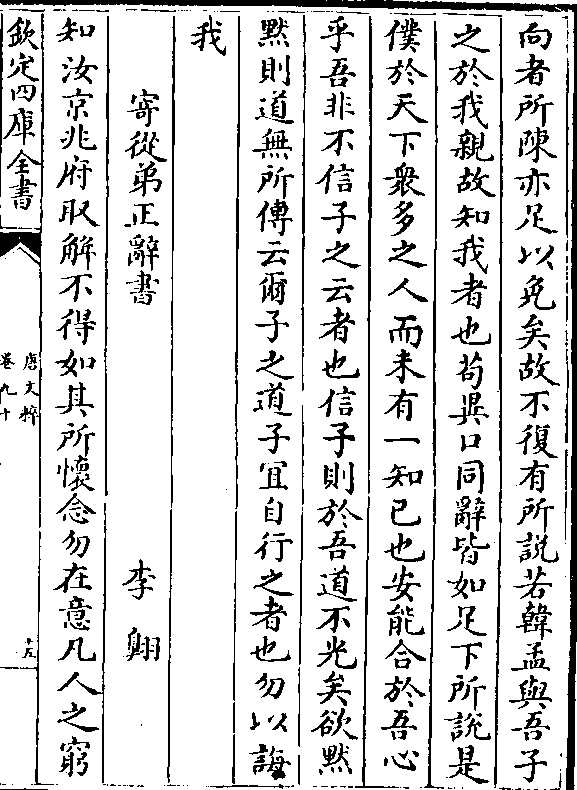 向者所陳亦足以免矣故不復有所説若韓孟與吾子
之於我親故知我者也苟異口同辭皆如足下所説是
僕於天下衆多之人而未有一知己也安能合於吾心
乎吾非不信子之云者也信子則於吾道不光矣欲黙
黙則道無所傳云爾子之道子宜自行之者也勿以誨
我
寄從弟正辭書 李翺
知汝京兆府取解不得如其所懷念勿在意凡人之窮
欽定四庫全書
唐文粹
卷九十
十五